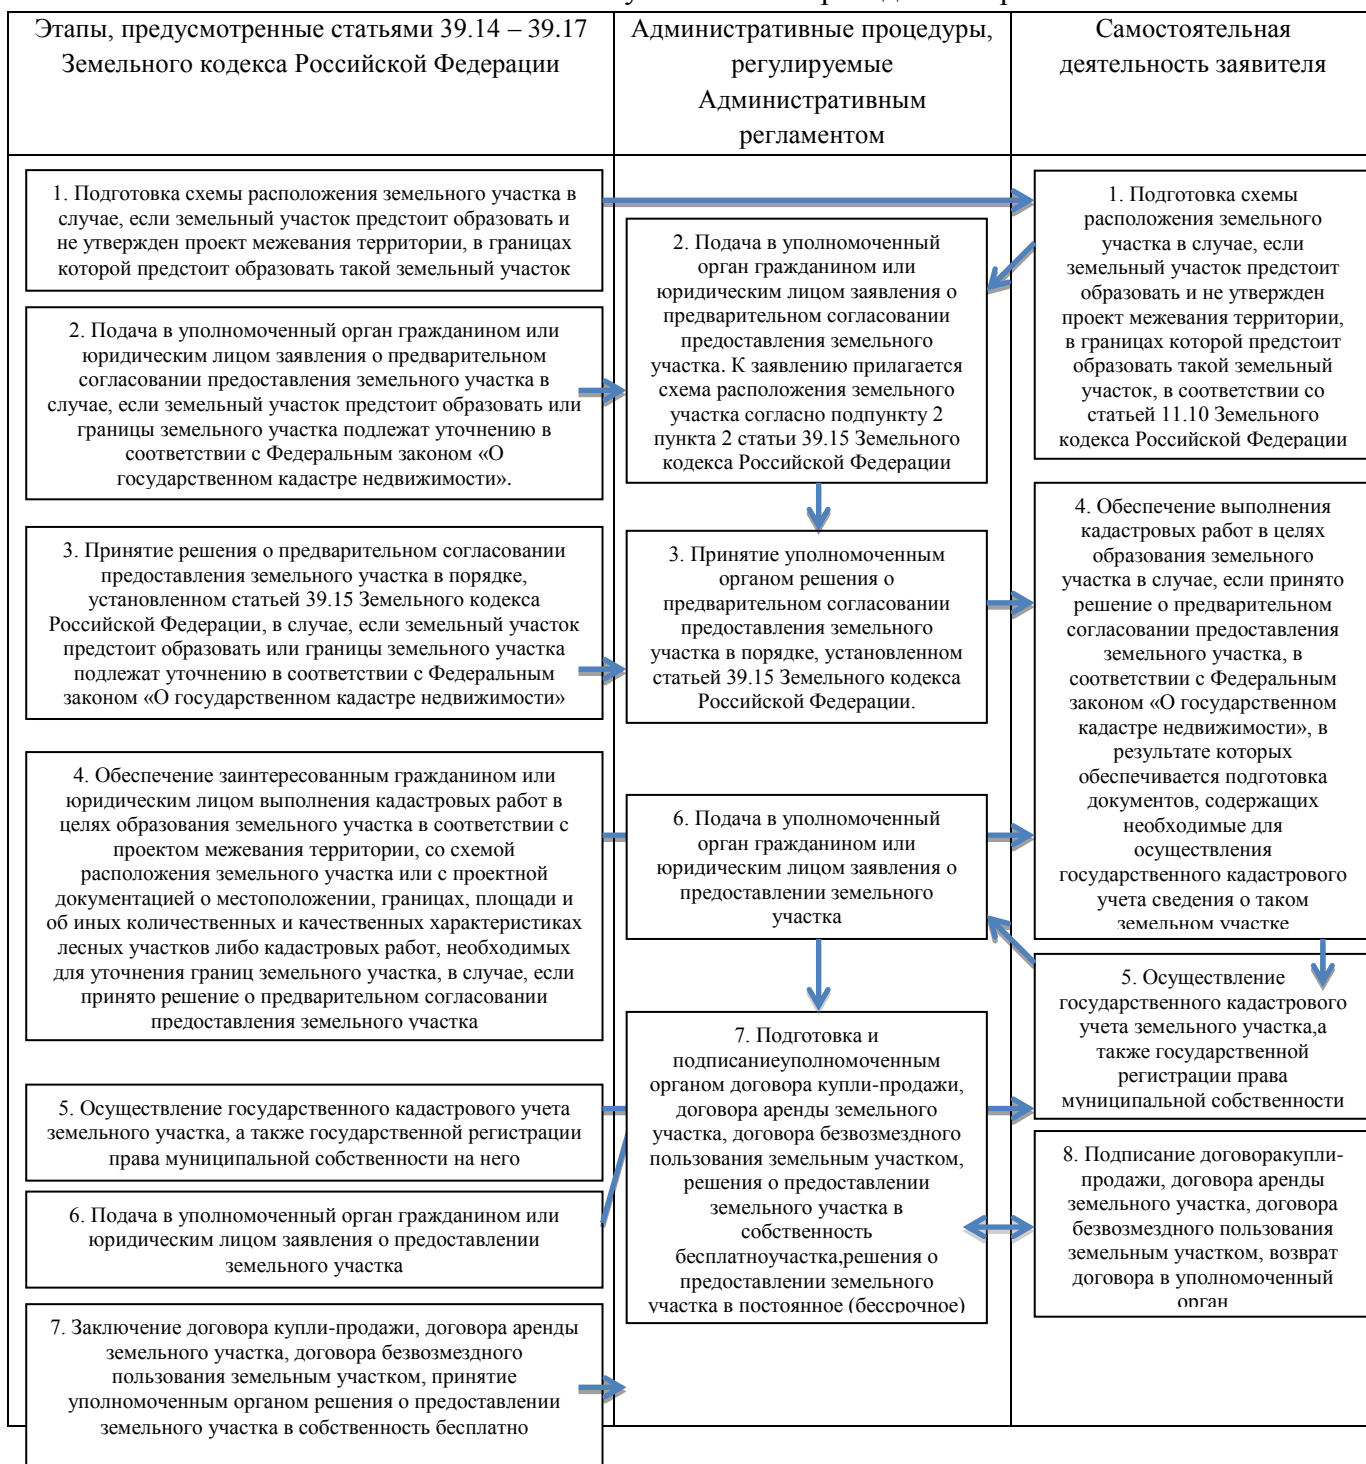 Этапы, предусмотренные статьями 39.14 – 39.17
Земельного кодекса Российской Федерации
Административные процедуры,
регулируемые
Административным
регламентом
Самостоятельная
деятельность заявителя
1. Подготовка схемы расположения земельного участка в
случае, если земельный участок предстоит образовать и
не утвержден проект межевания территории, в границах
которой предстоит образовать такой земельный участок
2. Подача в уполномоченный орган гражданином или
юридическим лицом заявления о предварительном
согласовании предоставления земельного участка в
случае, если земельный участок предстоит образовать или
границы земельного участка подлежат уточнению в
соответствии с Федеральным законом «О
государственном кадастре недвижимости».
3. Принятие решения о предварительном согласовании
предоставления земельного участка в порядке,
установленном статьей 39.15 Земельного кодекса
Российской Федерации, в случае, если земельный участок
предстоит образовать или границы земельного участка
подлежат уточнению в соответствии с Федеральным
законом «О государственном кадастре недвижимости»
4. Обеспечение заинтересованным гражданином или
юридическим лицом выполнения кадастровых работ в
целях образования земельного участка в соответствии с
проектом межевания территории, со схемой
расположения земельного участка или с проектной
документацией о местоположении, границах, площади и
об иных количественных и качественных характеристиках
лесных участков либо кадастровых работ, необходимых
для уточнения границ земельного участка, в случае, если
принято решение о предварительном согласовании
предоставления земельного участка
5. Осуществление государственного кадастрового учета
земельного участка, а также государственной регистрации
права муниципальной собственности на него
6. Подача в уполномоченный орган гражданином или
юридическим лицом заявления о предоставлении
земельного участка
7. Заключение договора купли-продажи, договора аренды
земельного участка, договора безвозмездного
пользования земельным участком, принятие
уполномоченным органом решения о предоставлении
земельного участка в собственность бесплатно
2. Подача в уполномоченный
орган гражданином или
юридическим лицом заявления о
предварительном согласовании
предоставления земельного
участка. К заявлению прилагается
схема расположения земельного
участка согласно подпункту 2
пункта 2 статьи 39.15 Земельного
кодекса Российской Федерации
3. Принятие уполномоченным
органом решения о
предварительном согласовании
предоставления земельного
участка в порядке, установленном
статьей 39.15 Земельного кодекса
Российской Федерации.
6. Подача в уполномоченный
орган гражданином или
юридическим лицом заявления о
предоставлении земельного
участка
7. Подготовка и
подписаниеуполномоченным
органом договора купли-продажи,
договора аренды земельного
участка, договора безвозмездного
пользования земельным участком,
решения о предоставлении
земельного участка в
собственность
бесплатноучастка,решения о
предоставлении земельного
участка в постоянное (бессрочное)
1. Подготовка схемы
расположения земельного
участка в случае, если
земельный участок предстоит
образовать и не утвержден
проект межевания территории,
в границах которой предстоит
образовать такой земельный
участок, в соответствии со
статьей 11.10 Земельного
кодекса Российской Федерации
4. Обеспечение выполнения
кадастровых работ в целях
образования земельного
участка в случае, если принято
решение о предварительном
согласовании предоставления
земельного участка, в
соответствии с Федеральным
законом «О государственном
кадастре недвижимости», в
результате которых
обеспечивается подготовка
документов, содержащих
необходимые для
осуществления
государственного кадастрового
учета сведения о таком
земельном участке
5. Осуществление
государственного кадастрового
учета земельного участка,а
также государственной
регистрации права
муниципальной собственности
8. Подписание договоракупли-
продажи, договора аренды
земельного участка, договора
безвозмездного пользования
земельным участком, возврат
договора в уполномоченный
орган